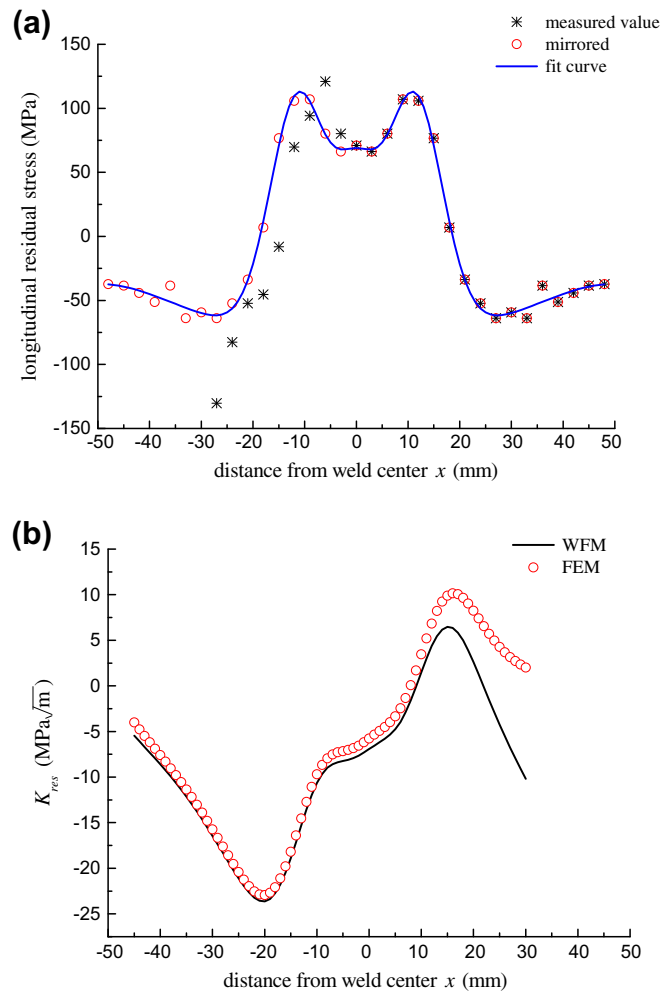 (a)
measured value
mirrored
fit curve
150
100
50
0
-50
-100
-150
longitudinal residual stress (MPa)
-50 -40 -30 -20 -10 0 10 20 30 40 50
distance from weld center x (mm)
(b)
WFM
FEM
15
10
5
0
-5
-10
-15
-20
-25
K_res (MPa√m)
-50 -40 -30 -20 -10 0 10 20 30 40 50
distance from weld center x (mm)